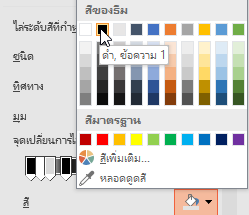 สีของธีม
ไล่ระดับสีที่กำ
ดำ, ข้อความ 1
ชนิด
ทิศทาง
มุม
สีมาตรฐาน
จุดเปลี่ยนการไ
สีเพิ่มเติม...
หลอดดูดสี
สี